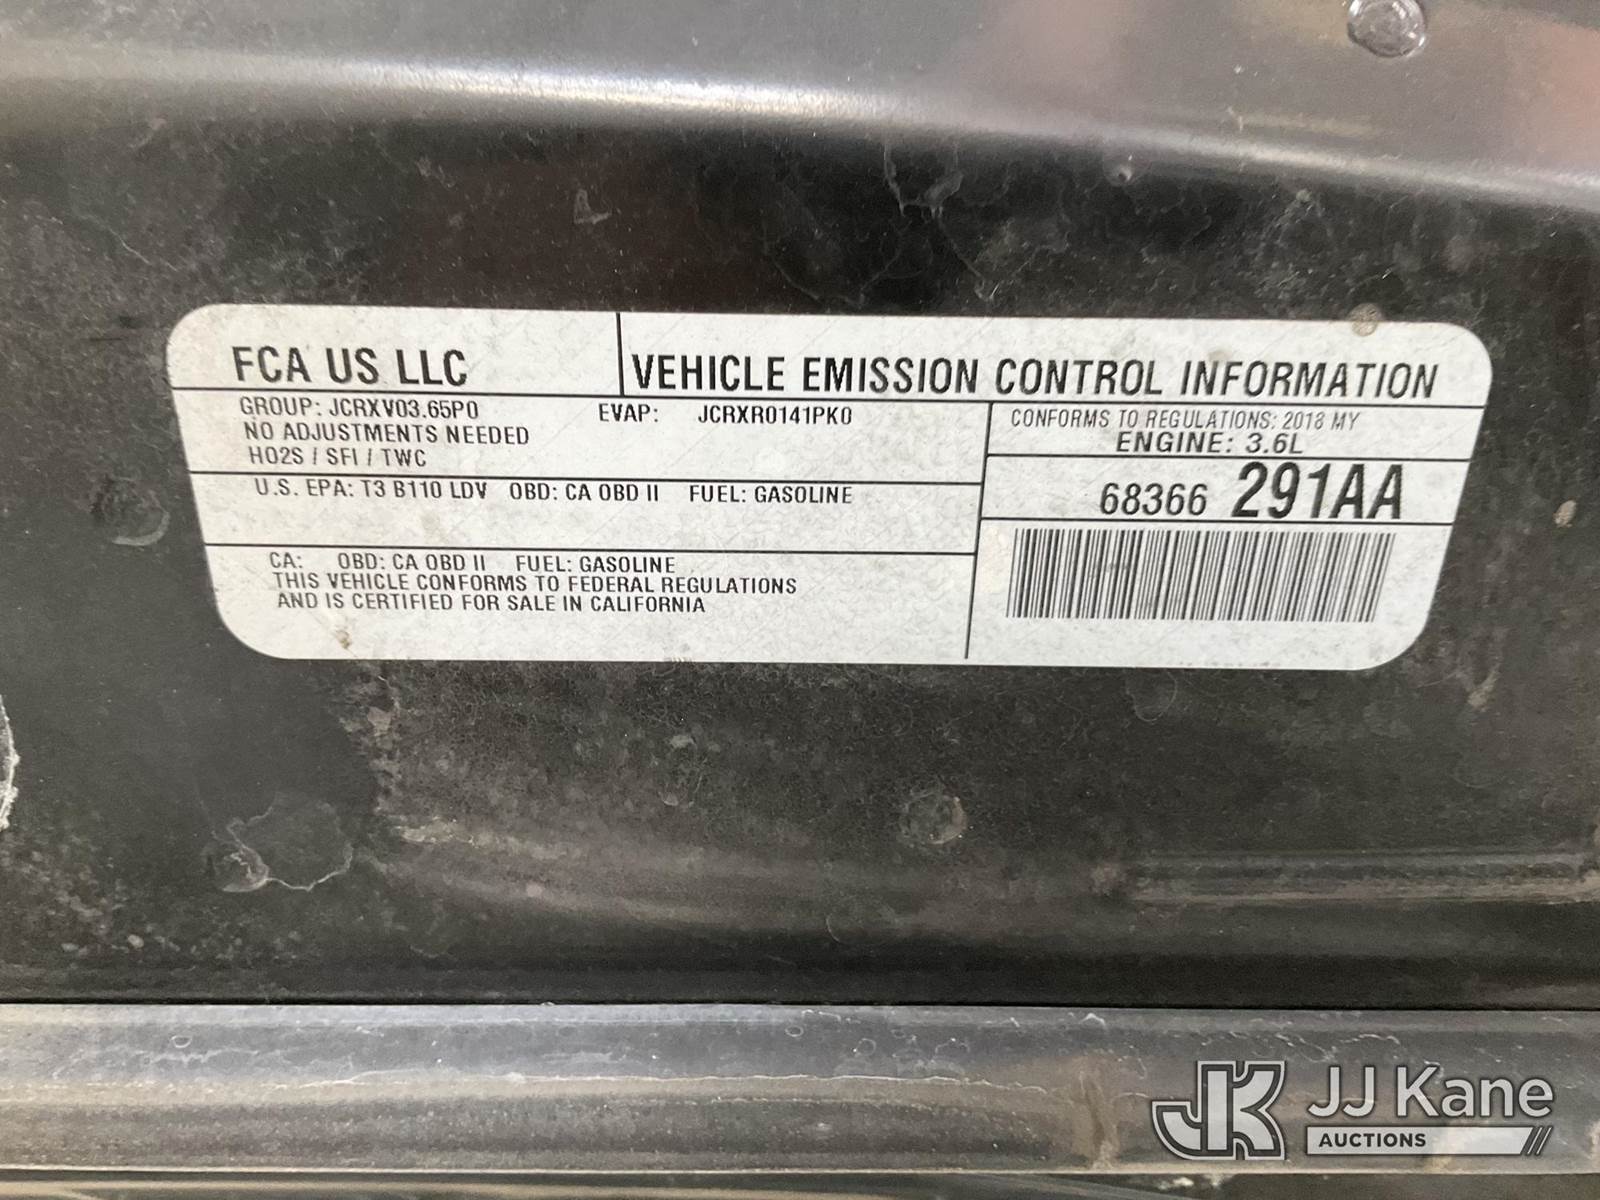 FCA US LLC
VEHICLE EMISSION CONTROL INFORMATION
GROUP: JCRXV03.65P0 EVAP: JCRXR0141PK0
NO ADJUSTMENTS NEEDED
HO2S / SFI / TWC
CONFORMS TO REGULATIONS: 2018 MY
ENGINE: 3.6L
U.S. EPA: T3 B110 LDV OBD: CA OBD II FUEL: GASOLINE
68366 291AA
CA: OBD: CA OBD II FUEL: GASOLINE
THIS VEHICLE CONFORMS TO FEDERAL REGULATIONS
AND IS CERTIFIED FOR SALE IN CALIFORNIA
JK JJ Kane
AUCTIONS